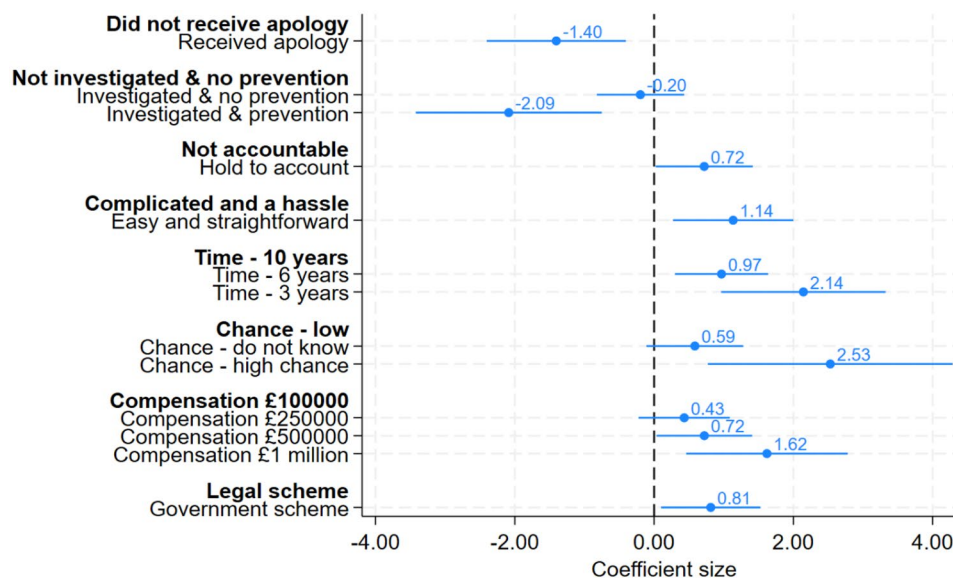 Did not receive apology
Received apology
-1.40
Not investigated & no prevention
Investigated & no prevention
-0.20
Investigated & prevention
-2.09
Not accountable
Hold to account
0.72
Complicated and a hassle
Easy and straightforward
1.14
Time - 10 years
Time - 6 years
0.97
Time - 3 years
2.14
Chance - low
Chance - do not know
0.59
Chance - high chance
2.53
Compensation £100000
Compensation £250000
0.43
Compensation £500000
0.72
Compensation £1 million
1.62
Legal scheme
Government scheme
0.81
-4.00 -2.00 0.00 2.00 4.00
Coefficient size